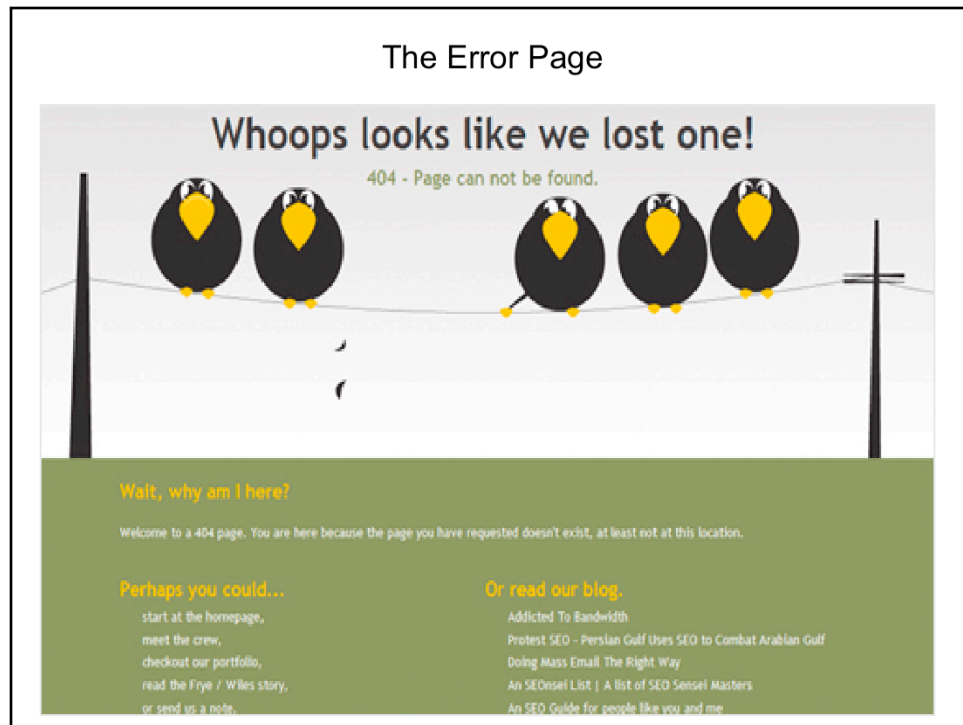 The Error Page
Whoops looks like we lost one!
404 - Page can not be found.
Wait, why am I here?
Welcome to a 404 page. You are here because the page you have requested doesn't exist, at least not at this location.
Perhaps you could...
start at the homepage,
meet the crew,
checkout our portfolio,
read the Frye / Wiles story,
or send us a note.
Or read our blog.
Addicted To Bandwidth
Protest SEO - Persian Gulf Uses SEO to Combat Arabian Gulf
Doing Mass Email The Right Way
An SEOnsei List | A list of SEO Sensei Masters
An SEO Guide for people like you and me